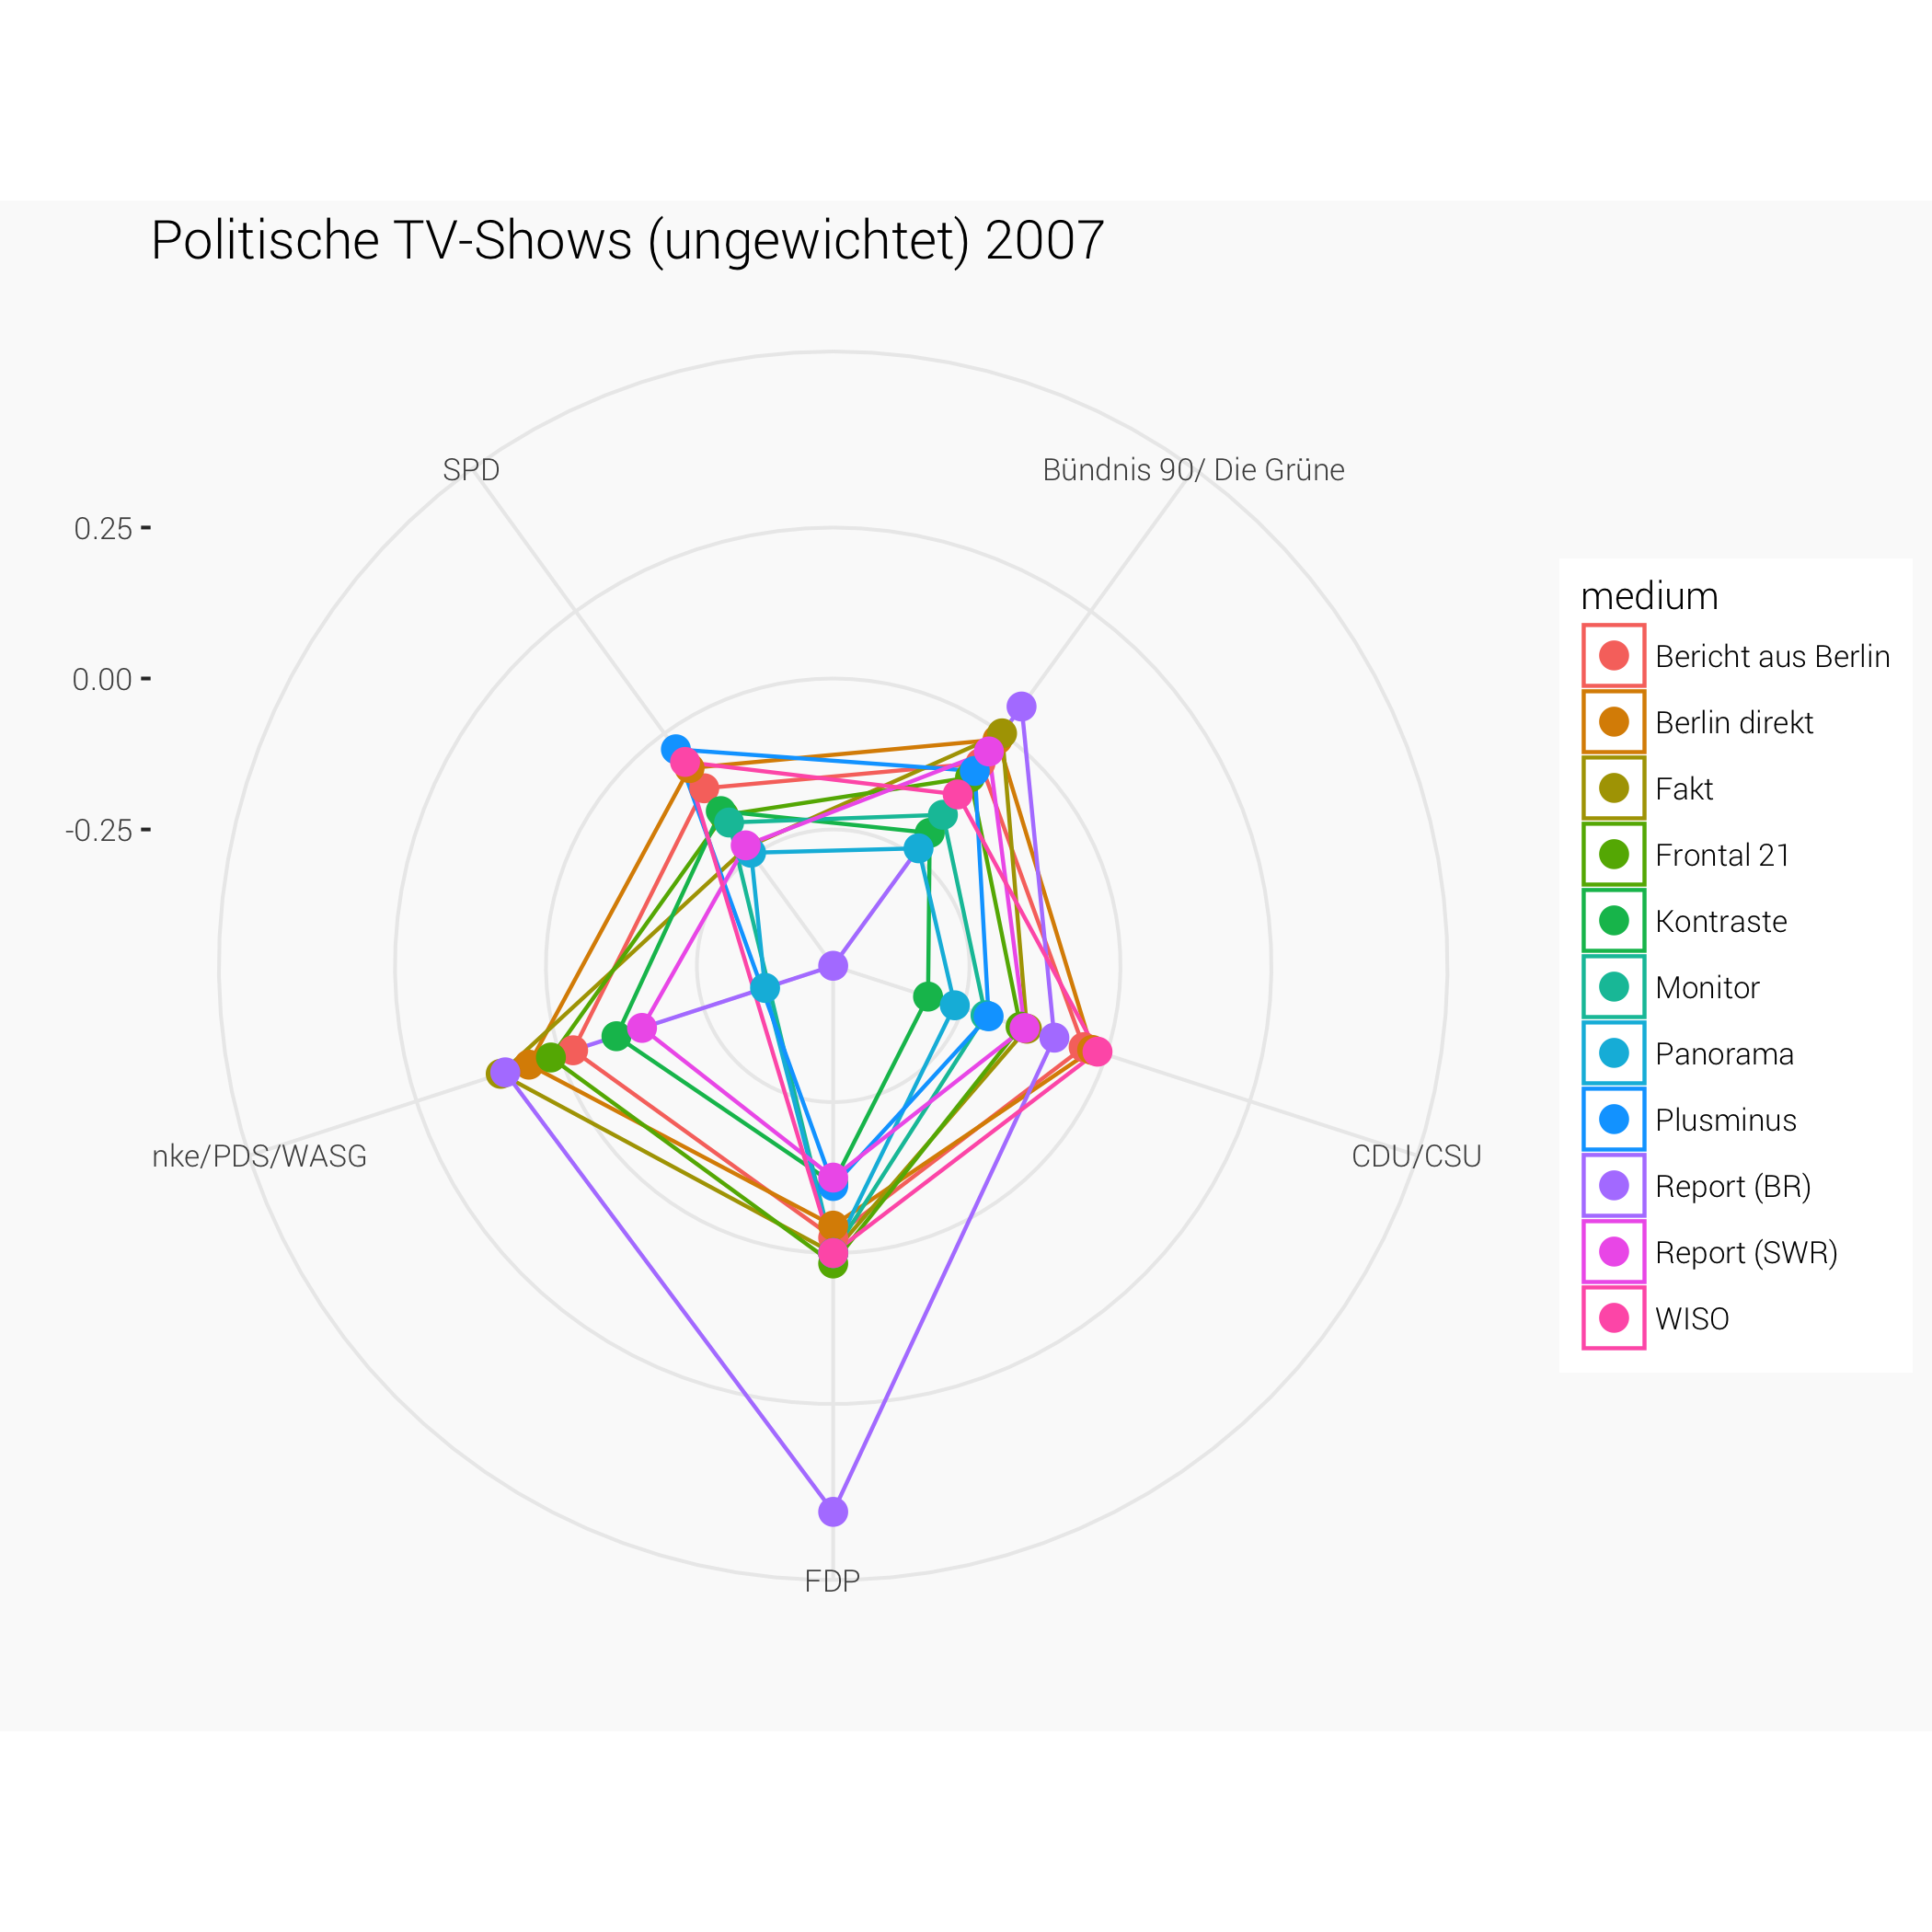 Politische TV-Shows (ungewichtet) 2007
SPD
Bündnis 90/ Die Grüne
0.25
0.00
-0.25
nke/PDS/WASG
CDU/CSU
FDP
medium
Bericht aus Berlin
Berlin direkt
Fakt
Frontal 21
Kontraste
Monitor
Panorama
Plusminus
Report (BR)
Report (SWR)
WISO